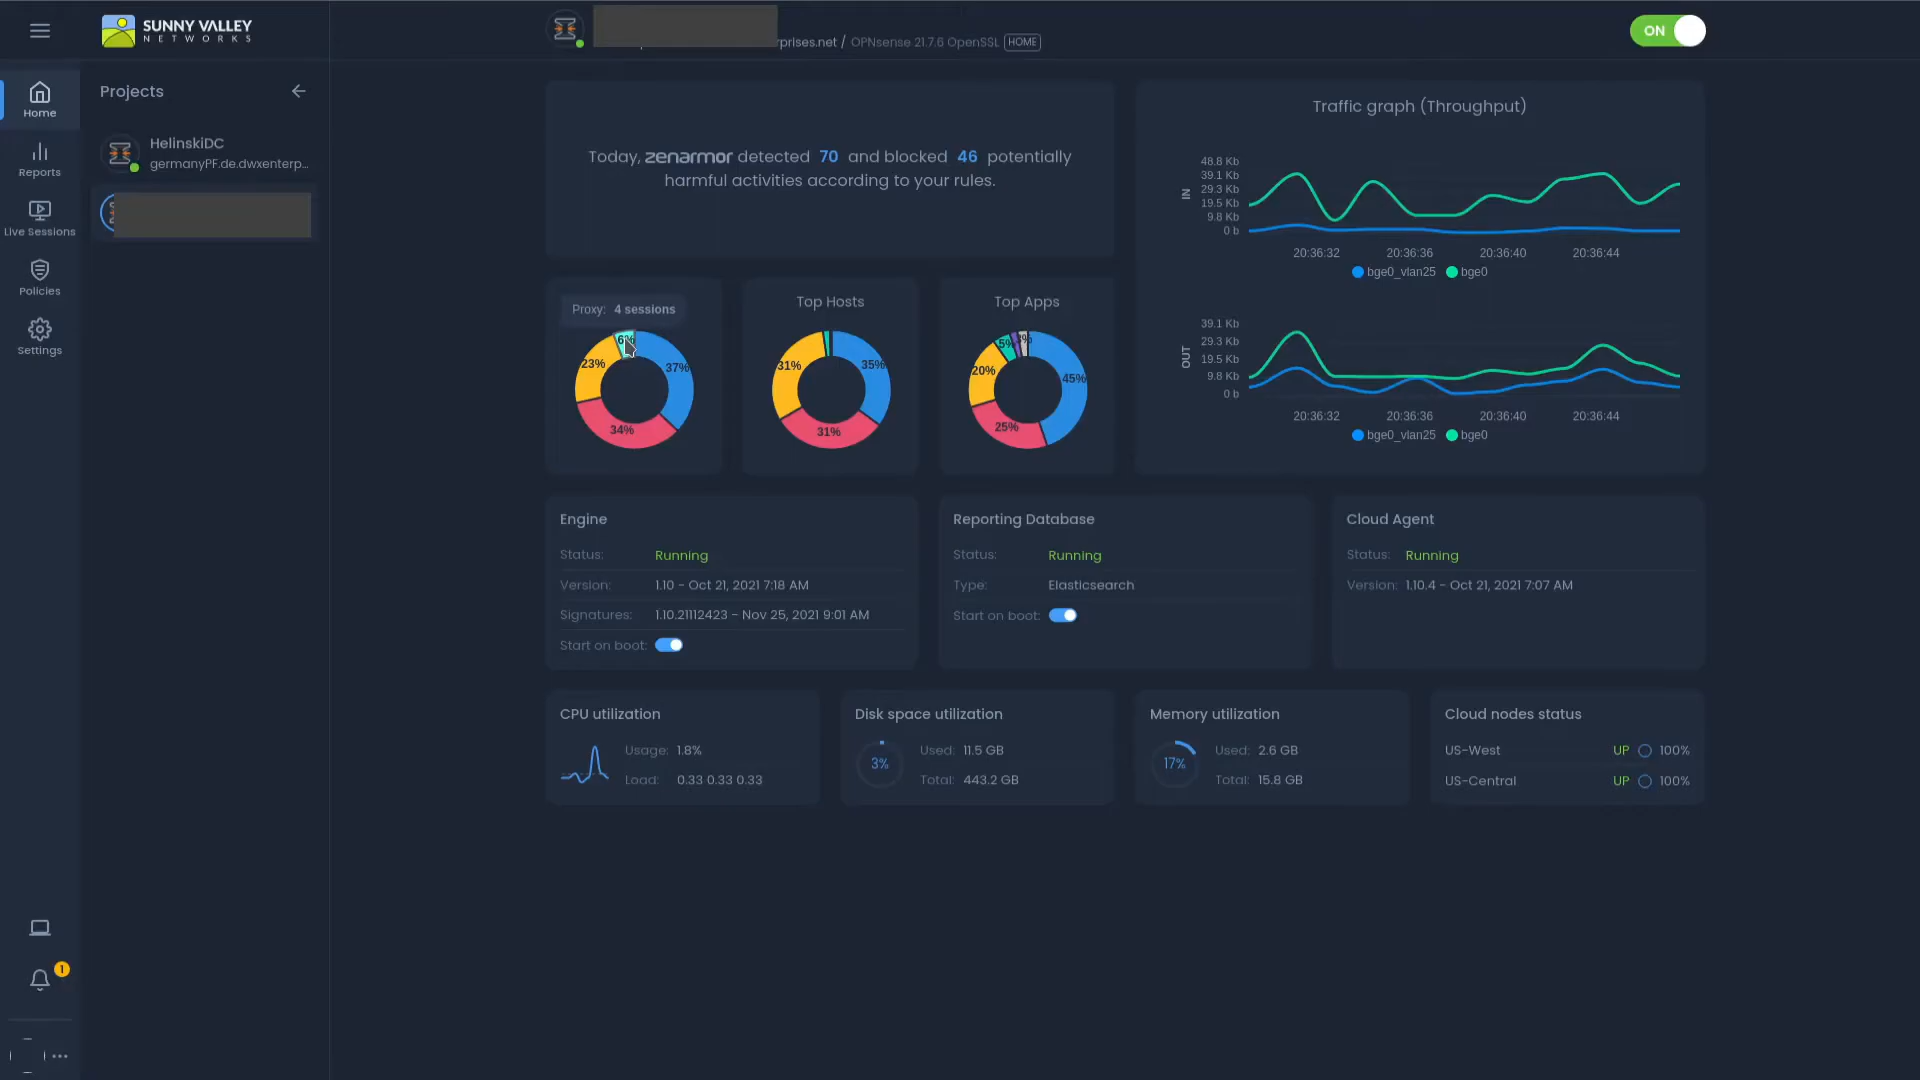 SUNNY VALLEY
NETWORKS
rprises.net / OPNsense 21.7.6 OpenSSL HOME
ON
Home
Reports
Live Sessions
Policies
Settings
1
Projects
HelinskiDC
germanyPF.de.dwxenterp...
Today, zenarmor detected 70 and blocked 46 potentially
harmful activities according to your rules.
Traffic graph (Throughput)
IN
48.8 Kb
39.1 Kb
29.3 Kb
19.5 Kb
9.8 Kb
0 b
20:36:32 20:36:36 20:36:40 20:36:44
bge0_vlan25 bge0
OUT
39.1 Kb
29.3 Kb
19.5 Kb
9.8 Kb
0 b
20:36:32 20:36:36 20:36:40 20:36:44
bge0_vlan25 bge0
Proxy: 4 sessions
6%
23%
37%
34%
Top Hosts
31%
35%
31%
Top Apps
5%
20%
45%
25%
Engine
Status: Running
Version: 1.10 - Oct 21, 2021 7:18 AM
Signatures: 1.10.21112423 - Nov 25, 2021 9:01 AM
Start on boot:
Reporting Database
Status: Running
Type: Elasticsearch
Start on boot:
Cloud Agent
Status: Running
Version: 1.10.4 - Oct 21, 2021 7:07 AM
CPU utilization
Usage: 1.8%
Load: 0.33 0.33 0.33
Disk space utilization
3%
Used: 11.5 GB
Total: 443.2 GB
Memory utilization
17%
Used: 2.6 GB
Total: 15.8 GB
Cloud nodes status
US-West UP 100%
US-Central UP 100%